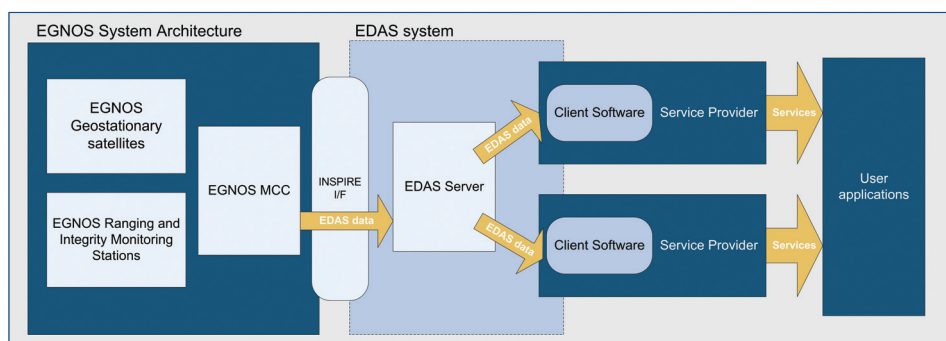 EGNOS System Architecture
EDAS system
EGNOS
Geostationary
satellites
EGNOS Ranging and
Integrity Monitoring
Stations
EGNOS MCC
INSPIRE
I/F
EDAS data
EDAS Server
EDAS data
EDAS data
Client Software
Service Provider
Services
Client Software
Service Provider
Services
User
applications